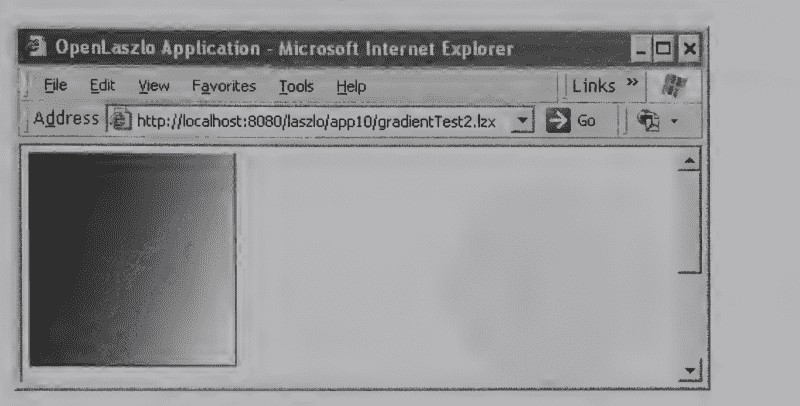 OpenLaszlo Application - Microsoft Internet Explorer
File Edit View Favorites Tools Help Links »
Address http://localhost:8080/laszlo/app10/gradientTest2.lzx Go